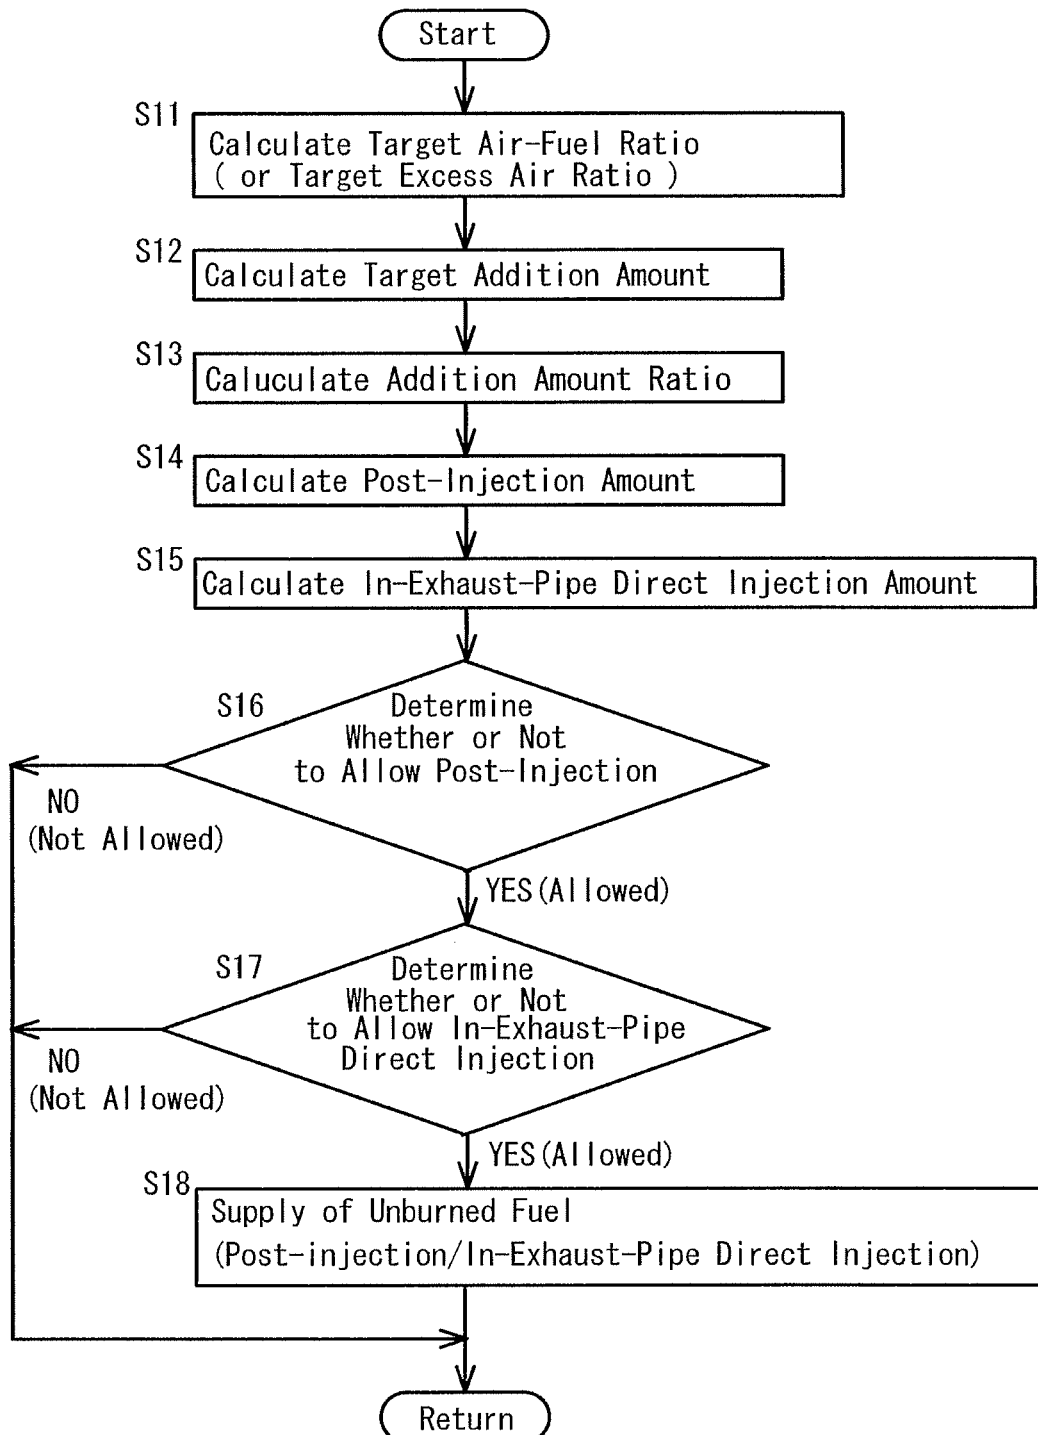 Start
S11
Calculate Target Air-Fuel Ratio
( or Target Excess Air Ratio )
S12
Calculate Target Addition Amount
S13
Caluculate Addition Amount Ratio
S14
Calculate Post-Injection Amount
S15
Calculate In-Exhaust-Pipe Direct Injection Amount
S16
Determine
Whether or Not
to Allow Post-Injection
NO
(Not Allowed)
YES(Allowed)
S17
Determine
Whether or Not
to Allow In-Exhaust-Pipe
Direct Injection
NO
(Not Allowed)
YES(Allowed)
S18
Supply of Unburned Fuel
(Post-injection/In-Exhaust-Pipe Direct Injection)
Return